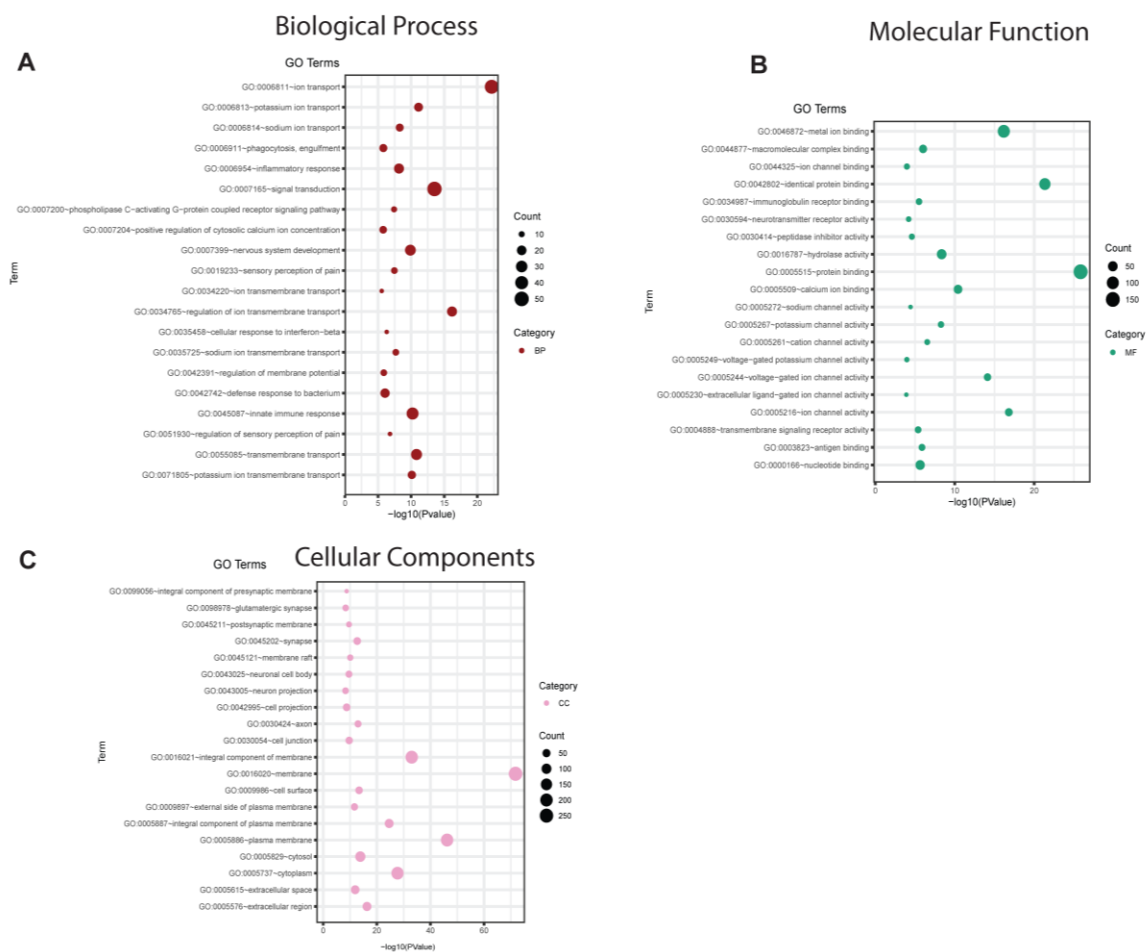 Biological Process
A
GO Terms
GO:0006811~ion transport
GO:0006813~potassium ion transport
GO:0006814~sodium ion transport
GO:0006911~phagocytosis, engulfment
GO:0006954~inflammatory response
GO:0007165~signal transduction
GO:0007200~phospholipase C-activating G-protein coupled receptor signaling pathway
GO:0007204~positive regulation of cytosolic calcium ion concentration
GO:0007399~nervous system development
GO:0019233~sensory perception of pain
GO:0034220~ion transmembrane transport
GO:0034765~regulation of ion transmembrane transport
GO:0035458~cellular response to interferon-beta
GO:0035725~sodium ion transmembrane transport
GO:0042391~regulation of membrane potential
GO:0042742~defense response to bacterium
GO:0045087~innate immune response
GO:0051930~regulation of sensory perception of pain
GO:0055085~transmembrane transport
GO:0071805~potassium ion transmembrane transport
Term
0 5 10 15 20
−log10(PValue)
Count
10
20
30
40
50
Category
BP
Molecular Function
B
GO Terms
GO:0046872~metal ion binding
GO:0044877~macromolecular complex binding
GO:0044325~ion channel binding
GO:0042802~identical protein binding
GO:0034987~immunoglobulin receptor binding
GO:0030594~neurotransmitter receptor activity
GO:0030414~peptidase inhibitor activity
GO:0016787~hydrolase activity
GO:0005515~protein binding
GO:0005509~calcium ion binding
GO:0005272~sodium channel activity
GO:0005267~potassium channel activity
GO:0005261~cation channel activity
GO:0005249~voltage-gated potassium channel activity
GO:0005244~voltage-gated ion channel activity
GO:0005230~extracellular ligand-gated ion channel activity
GO:0005216~ion channel activity
GO:0004888~transmembrane signaling receptor activity
GO:0003823~antigen binding
GO:0000166~nucleotide binding
Term
0 10 20
−log10(PValue)
Count
50
100
150
Category
MF
C
GO Terms
Cellular Components
GO:0099056~integral component of presynaptic membrane
GO:0098978~glutamatergic synapse
GO:0045211~postsynaptic membrane
GO:0045202~synapse
GO:0045121~membrane raft
GO:0043025~neuronal cell body
GO:0043005~neuron projection
GO:0042995~cell projection
GO:0030424~axon
GO:0030054~cell junction
GO:0016021~integral component of membrane
GO:0016020~membrane
GO:0009986~cell surface
GO:0009897~external side of plasma membrane
GO:0005887~integral component of plasma membrane
GO:0005886~plasma membrane
GO:0005829~cytosol
GO:0005737~cytoplasm
GO:0005615~extracellular space
GO:0005576~extracellular region
Term
0 20 40 60
−log10(PValue)
Category
CC
Count
50
100
150
200
250